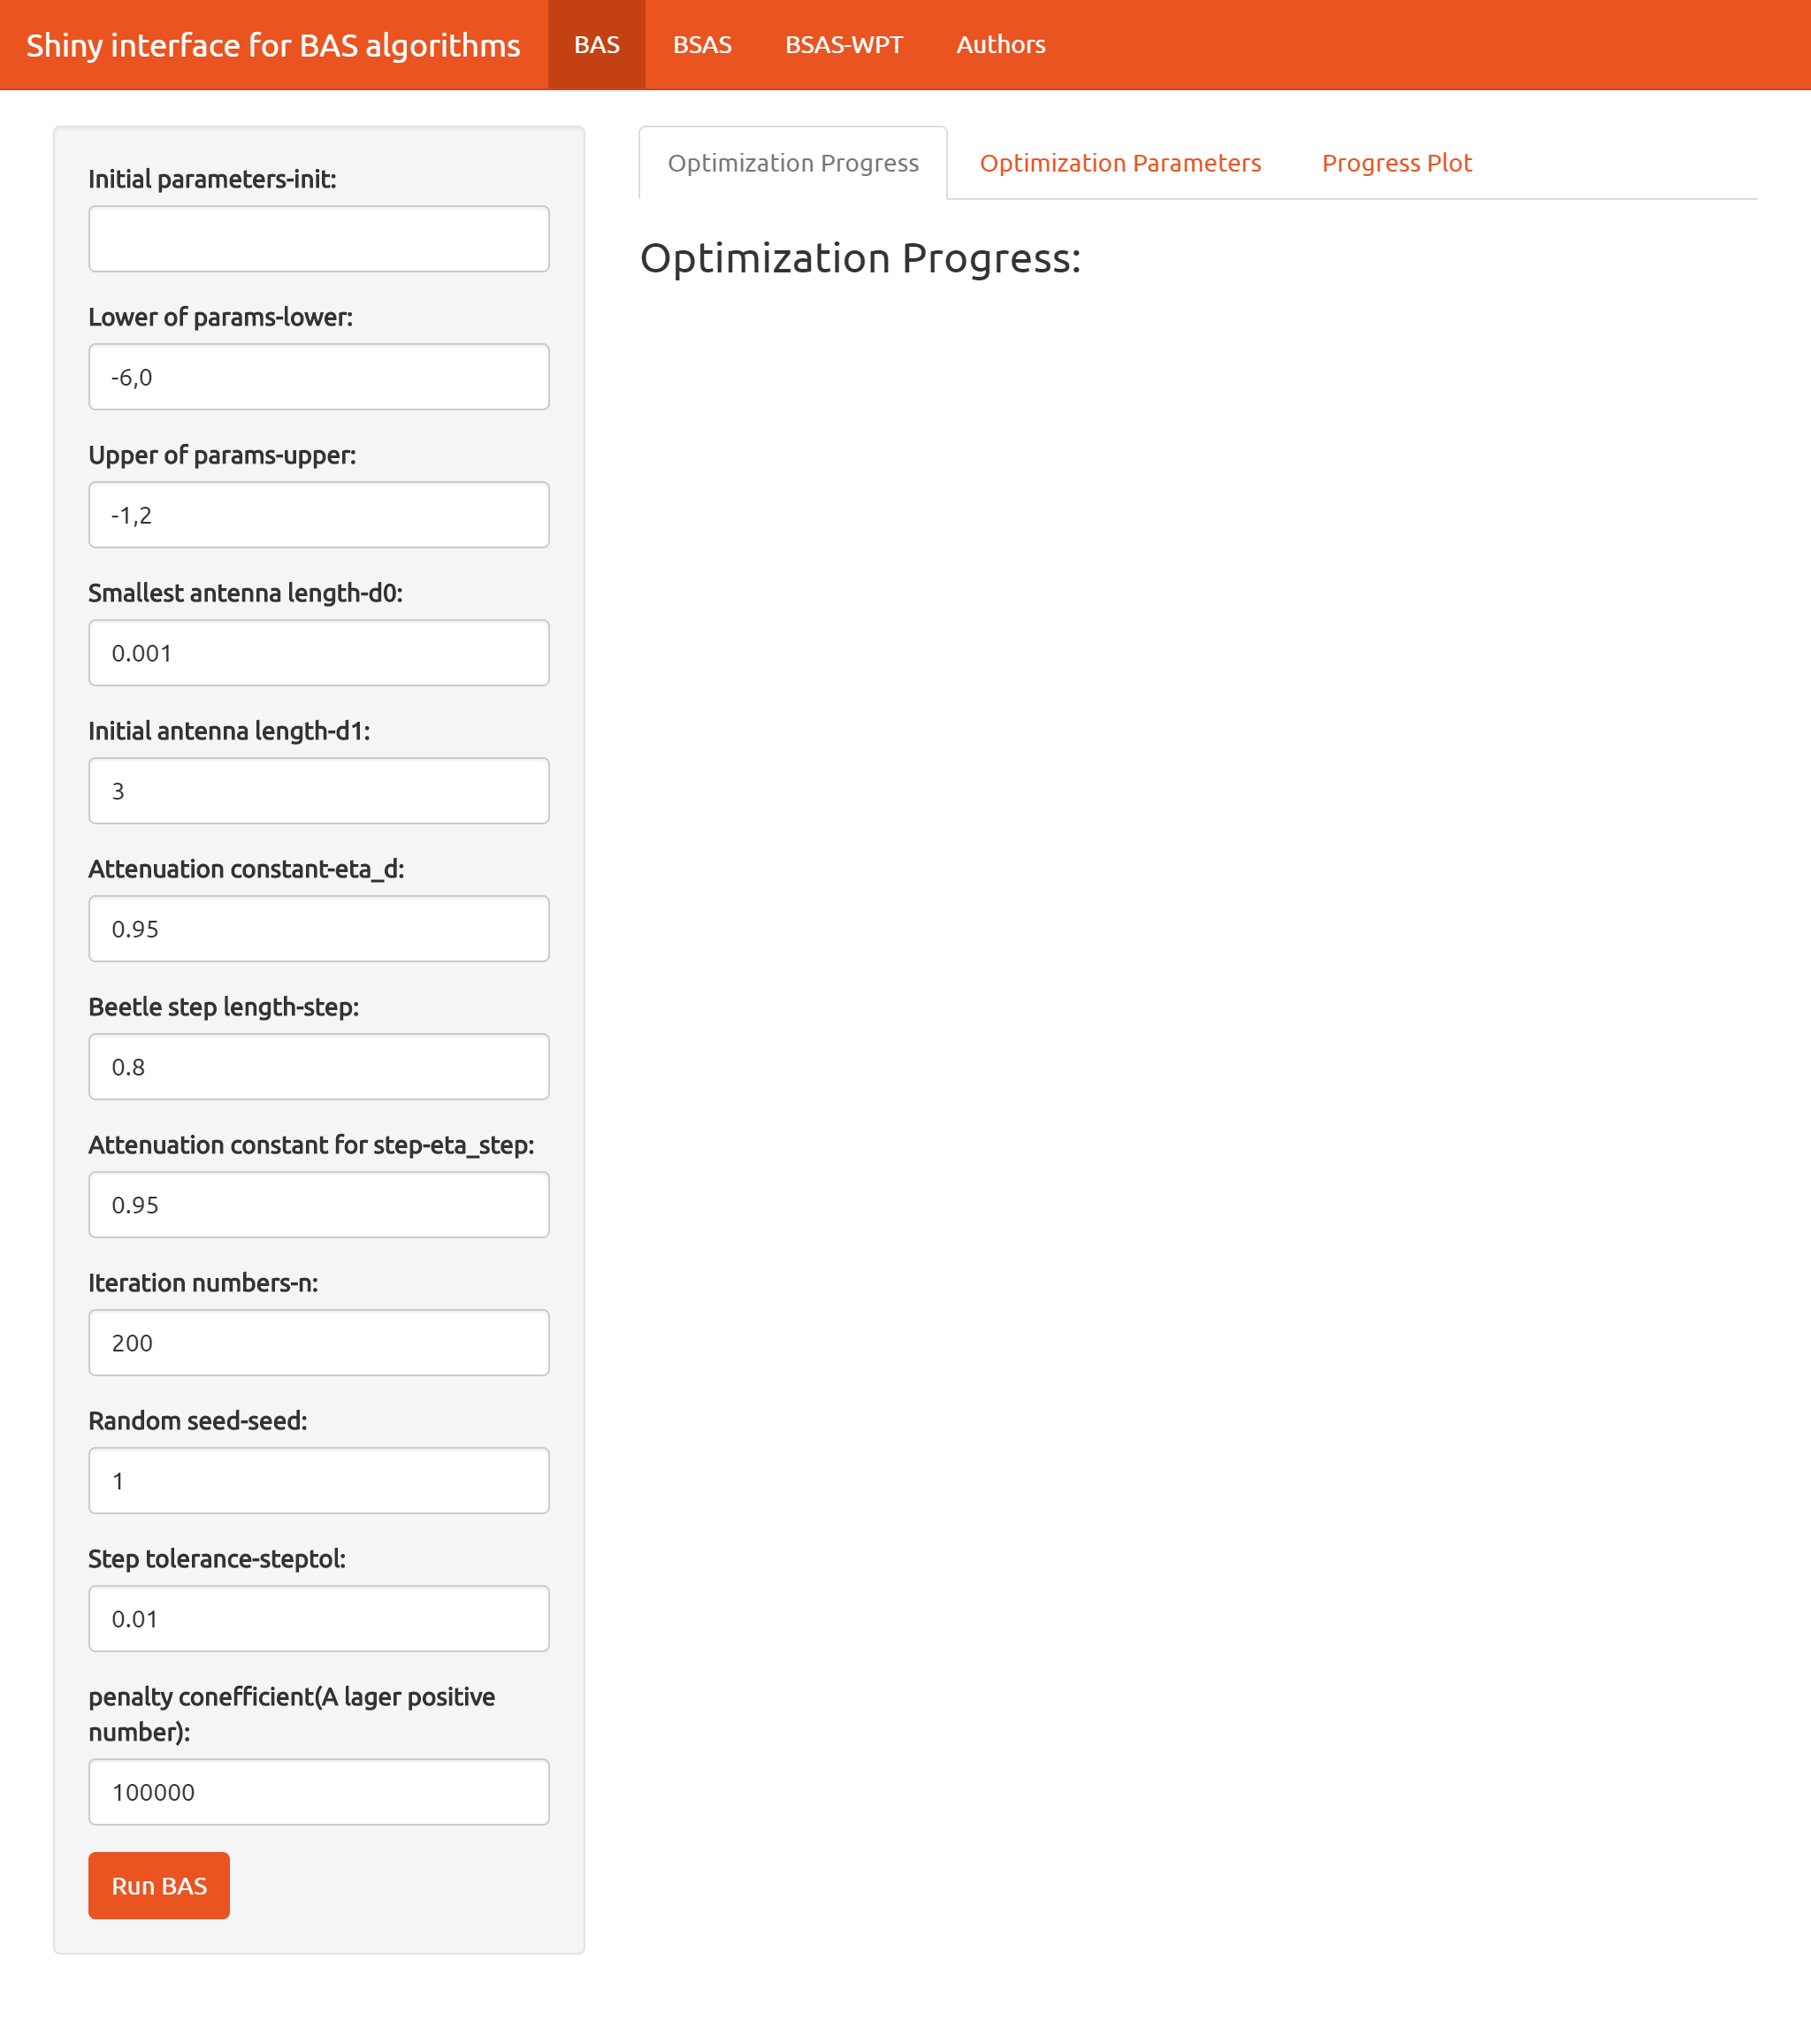 Shiny interface for BAS algorithms BAS BSAS BSAS-WPT Authors
Initial parameters-init:
Lower of params-lower:
-6,0
Upper of params-upper:
-1,2
Smallest antenna length-d0:
0.001
Initial antenna length-d1:
3
Attenuation constant-eta_d:
0.95
Beetle step length-step:
0.8
Attenuation constant for step-eta_step:
0.95
Iteration numbers-n:
200
Random seed-seed:
1
Step tolerance-steptol:
0.01
penalty conefficient(A lager positive
number):
100000
Run BAS
Optimization Progress Optimization Parameters Progress Plot
Optimization Progress: